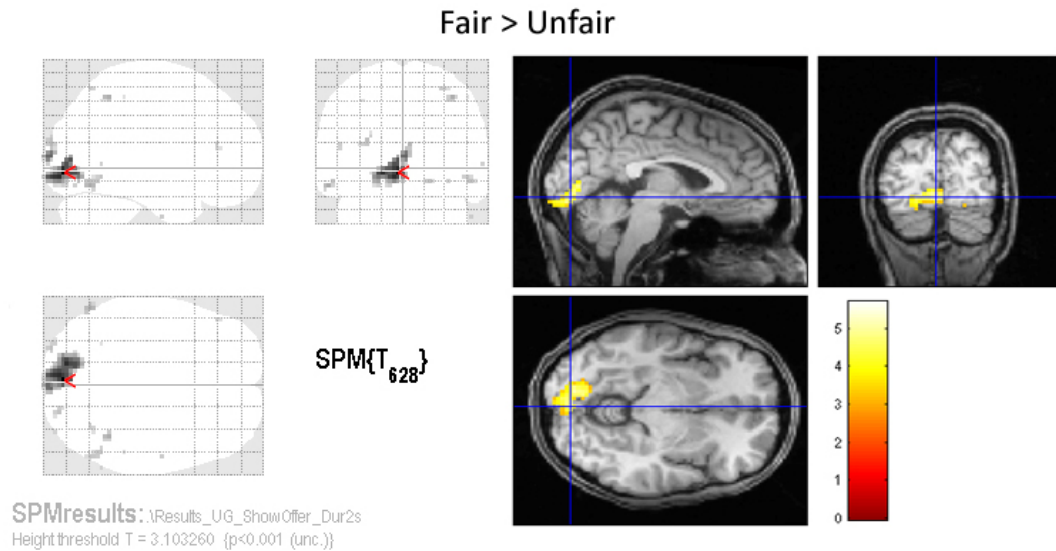 Fair > Unfair
SPM{T628}
5
4
3
2
1
0
SPMresults: .\Results_UG_ShowOffer_Dur2s
Height threshold T = 3.103260 {p<0.001 (unc.)}